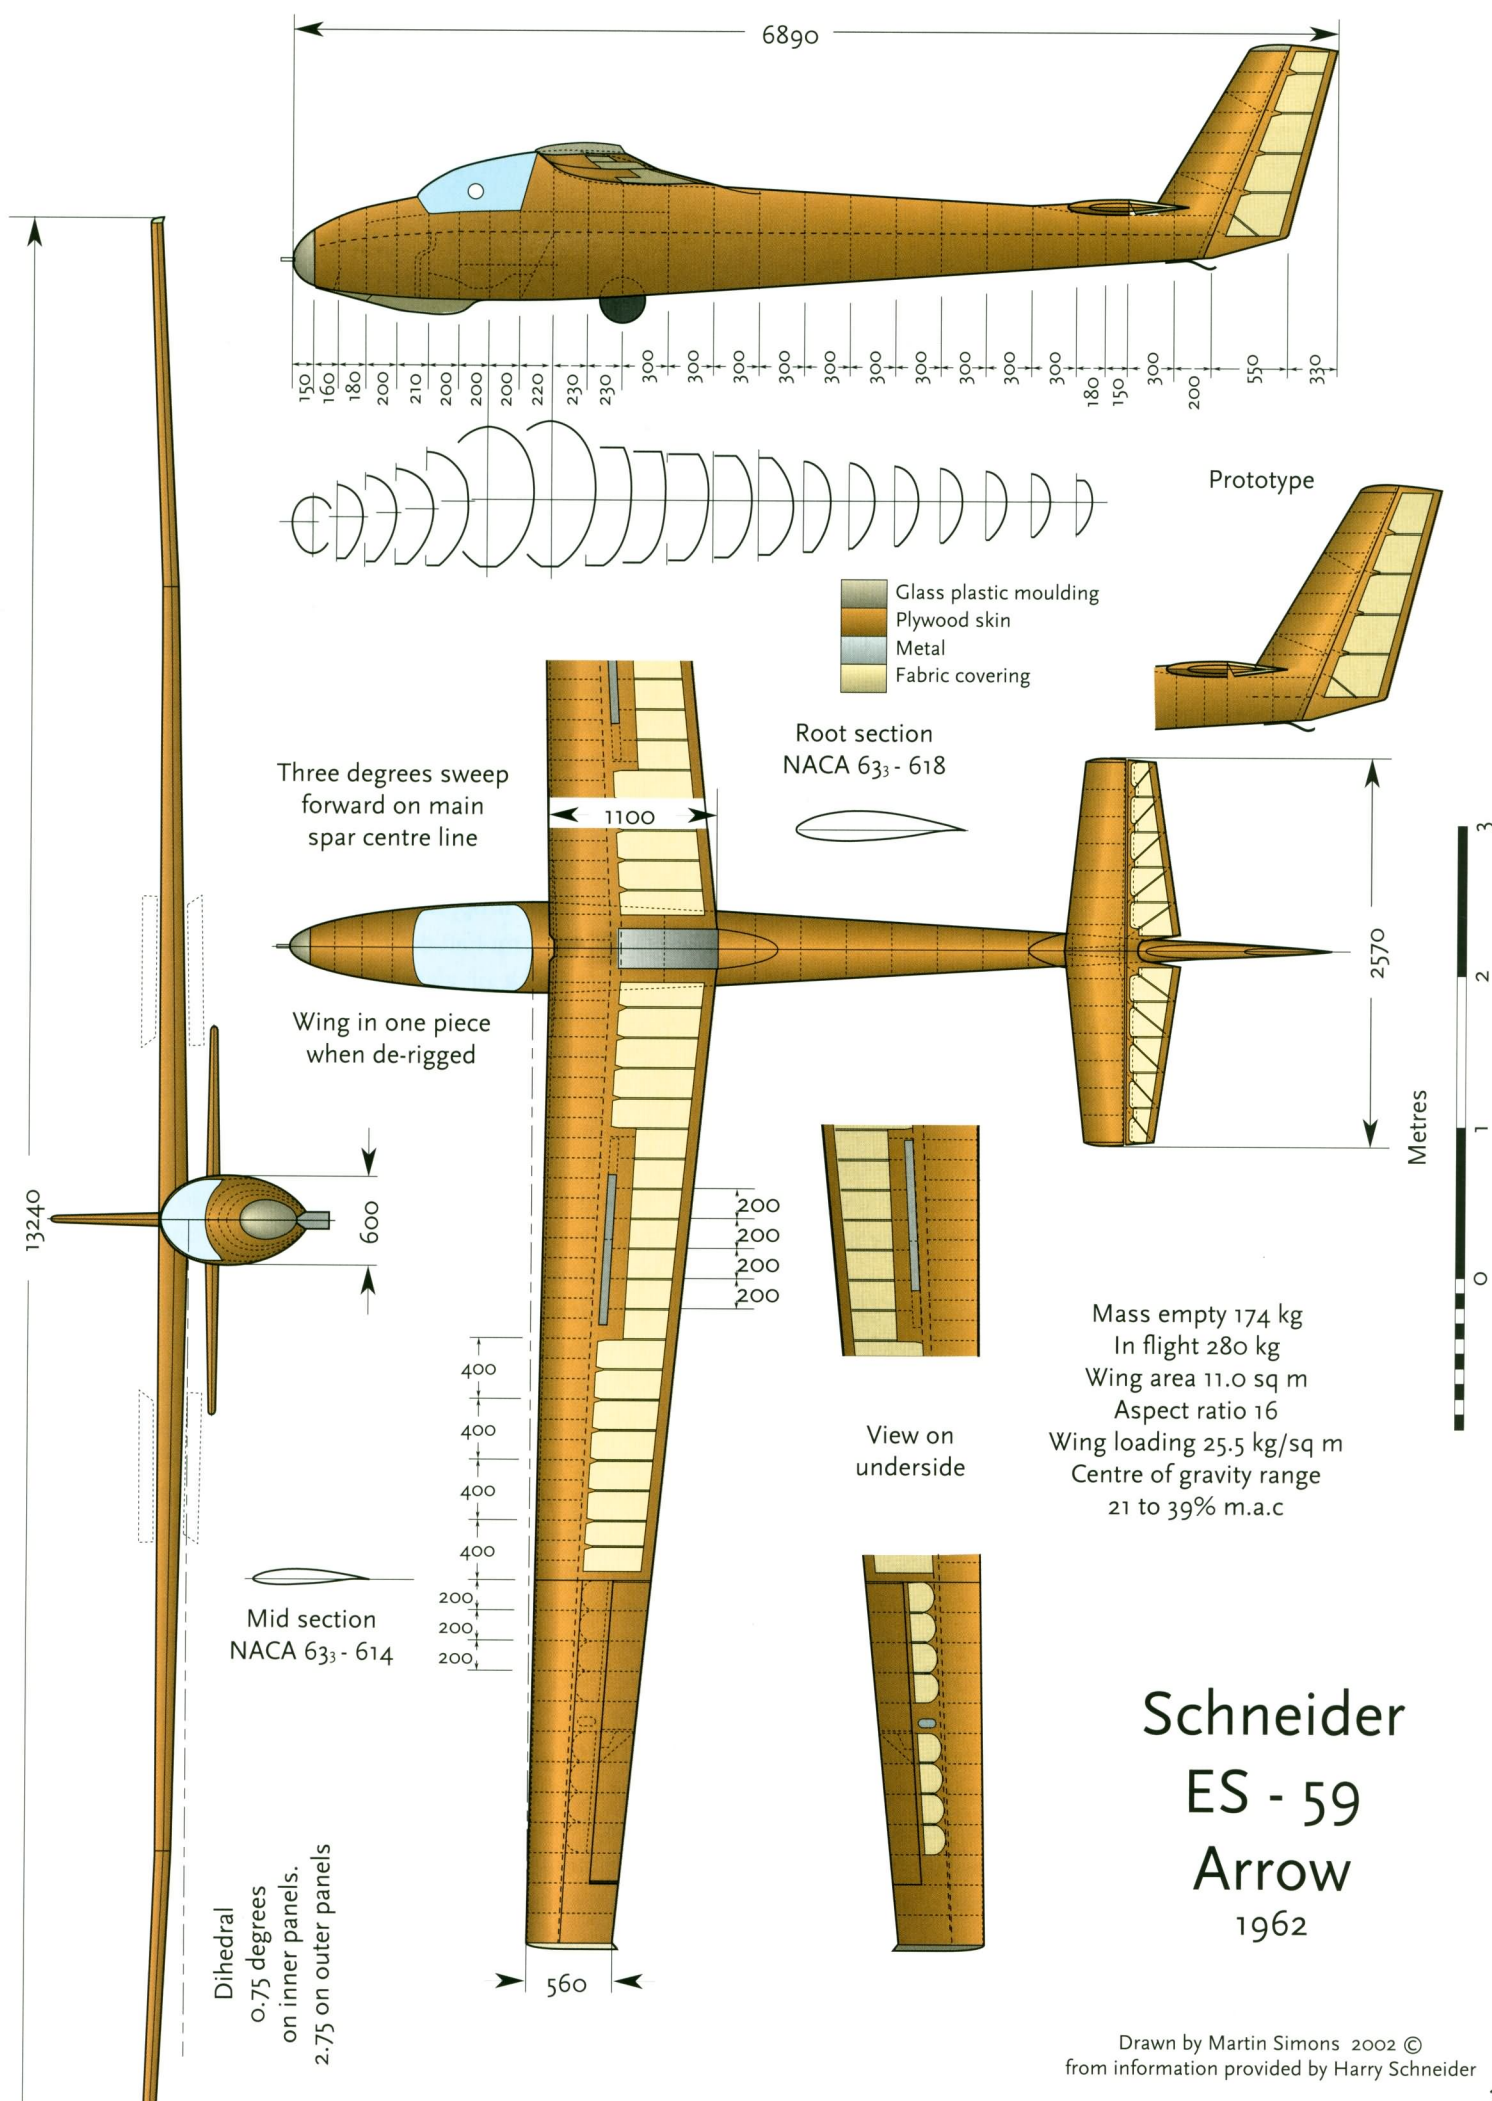 6890
150
160
180
200
210
200
200
200
220
230
230
300
300
300
300
300
300
300
300
300
300
180
150
300
200
550
330
Prototype
Glass plastic moulding
Plywood skin
Metal
Fabric covering
Root section
NACA 63₃ - 618
Three degrees sweep
forward on main
spar centre line
1100
Wing in one piece
when de-rigged
2570
3
2
1
0
Metres
13240
600
200
200
200
200
400
400
400
400
200
200
200
View on
underside
Mass empty 174 kg
In flight 280 kg
Wing area 11.0 sq m
Aspect ratio 16
Wing loading 25.5 kg/sq m
Centre of gravity range
21 to 39% m.a.c
Mid section
NACA 63₃ - 614
Dihedral
0.75 degrees
on inner panels.
2.75 on outer panels
560
Schneider
ES - 59
Arrow
1962
Drawn by Martin Simons 2002 ©
from information provided by Harry Schneider